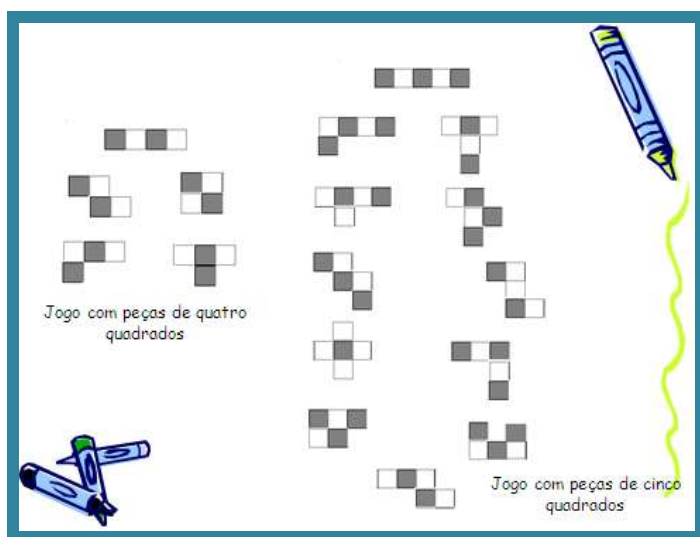 Jogo com peças de quatro
quadrados
Jogo com peças de cinco
quadrados